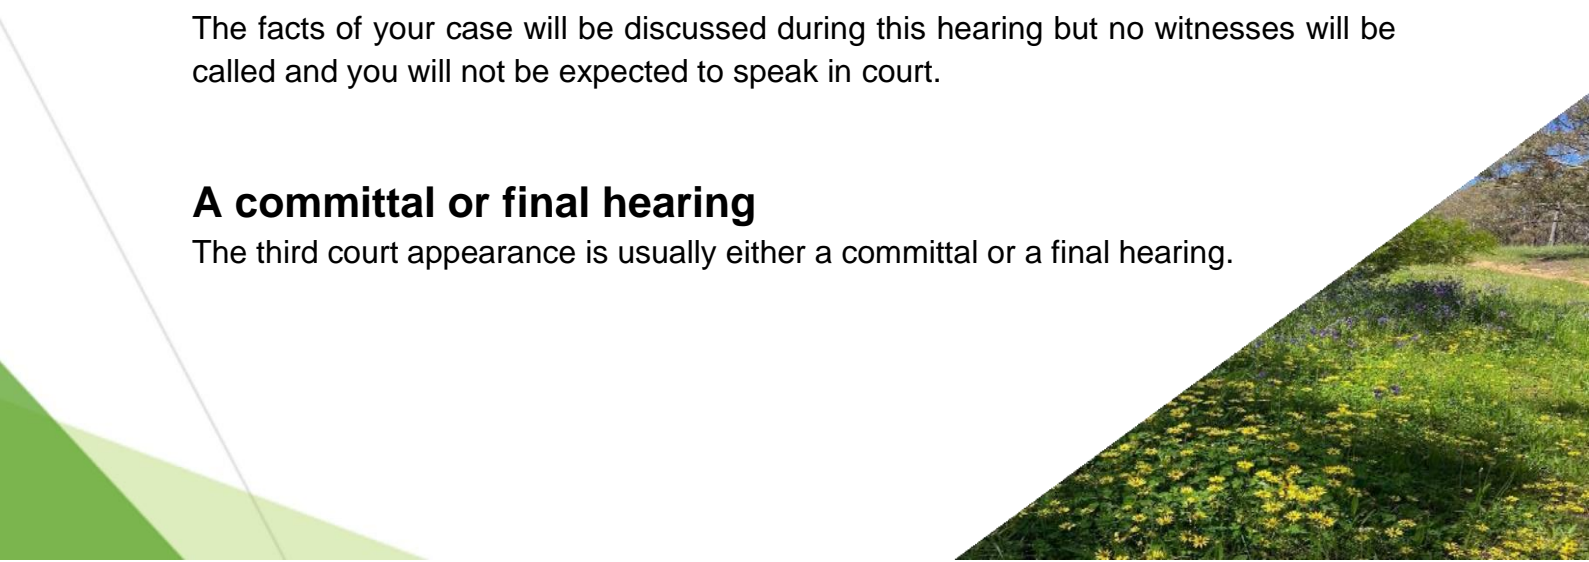 The facts of your case will be discussed during this hearing but no witnesses will be
called and you will not be expected to speak in court.
A committal or final hearing
The third court appearance is usually either a committal or a final hearing.